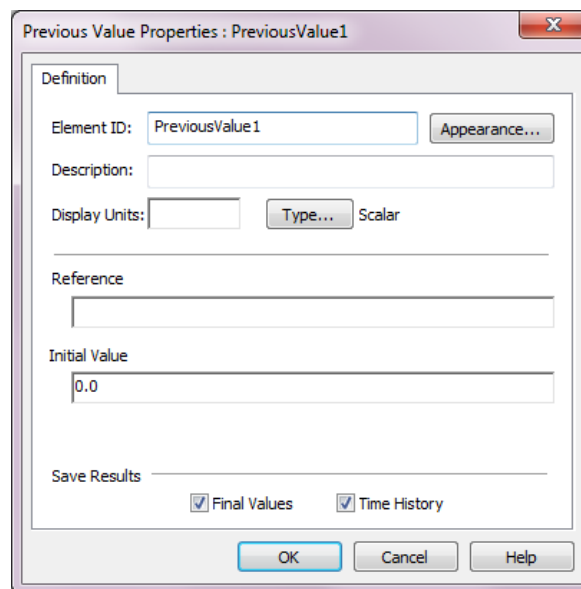 Previous Value Properties : PreviousValue1
Definition
Element ID: PreviousValue1 Appearance...
Description:
Display Units: Type... Scalar
Reference
Initial Value
0.0
Save Results
Final Values Time History
OK Cancel Help